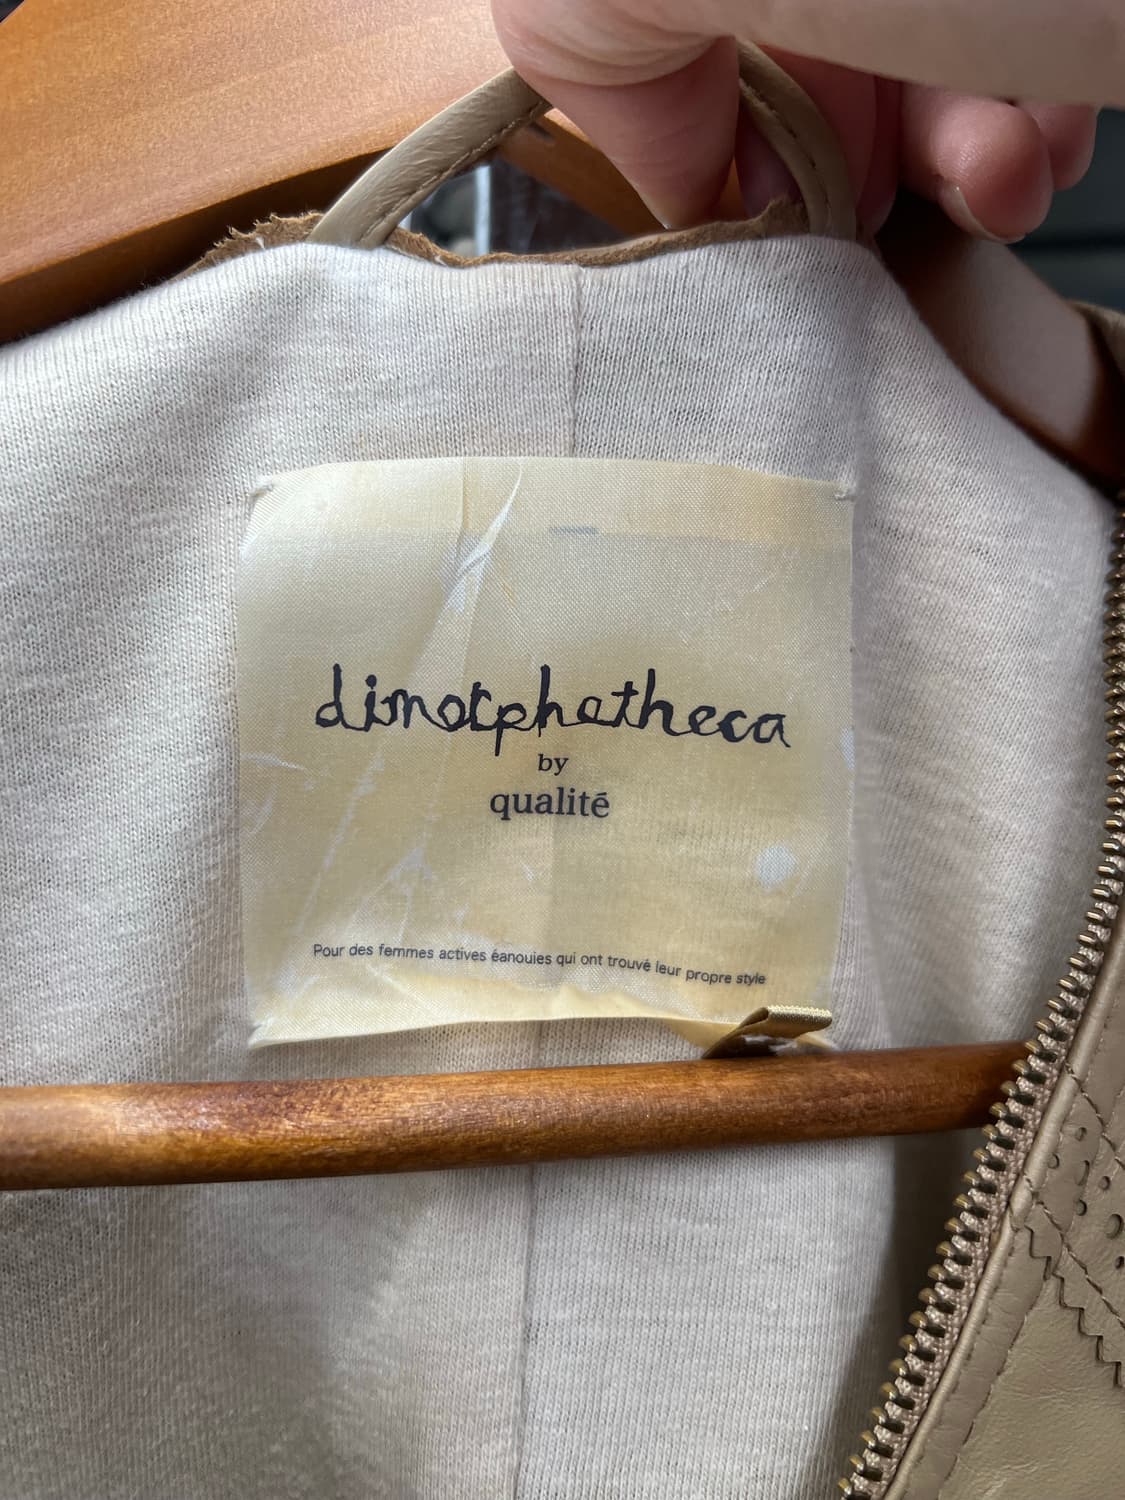 dimorphotheca
by
qualité
Pour des femmes actives éanouies qui ont trouvé leur propre style